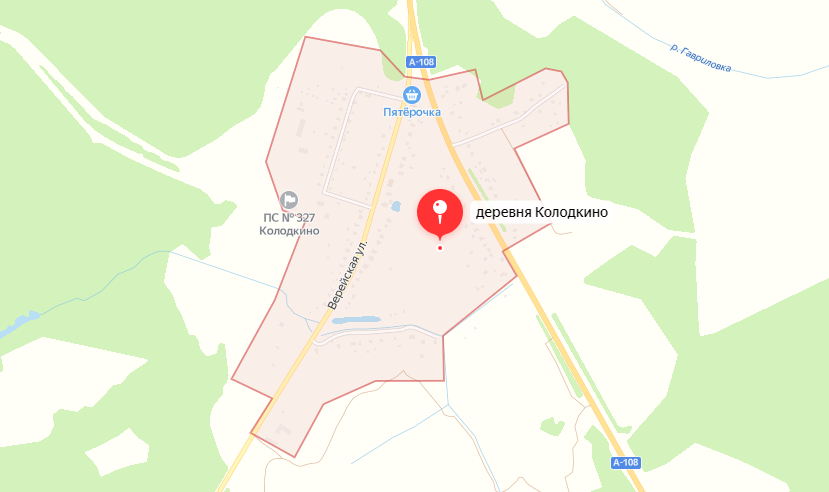 р. Гавриловка
А-108
Пятёрочка
ПС № 327
Колодкино
деревня Колодкино
Верейская ул.
А-108